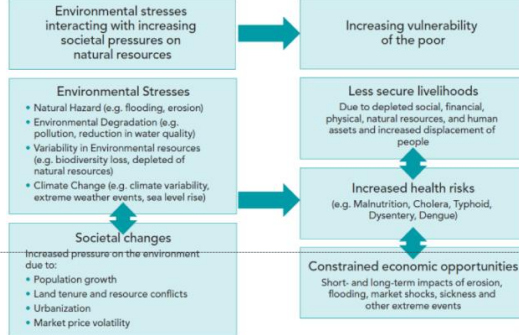 Environmental stresses
interacting with increasing
societal pressures on
natural resources
Increasing vulnerability
of the poor
Environmental Stresses
• Natural Hazard (e.g. flooding, erosion)
• Environmental Degradation (e.g.
pollution, reduction in water quality)
• Variability in Environmental resources
(e.g. biodiversity loss, depleted of
natural resources)
• Climate Change (e.g. climate variability,
extreme weather events, sea level rise)
Societal changes
Increased pressure on the environment
due to:
• Population growth
• Land tenure and resource conflicts
• Urbanization
• Market price volatility
Less secure livelihoods
Due to depleted social, financial,
physical, natural resources, and human
assets and increased displacement of
people
Increased health risks
(e.g. Malnutrition, Cholera, Typhoid,
Dysentery, Dengue)
Constrained economic opportunities
Short- and long-term impacts of erosion,
flooding, market shocks, sickness and
other extreme events